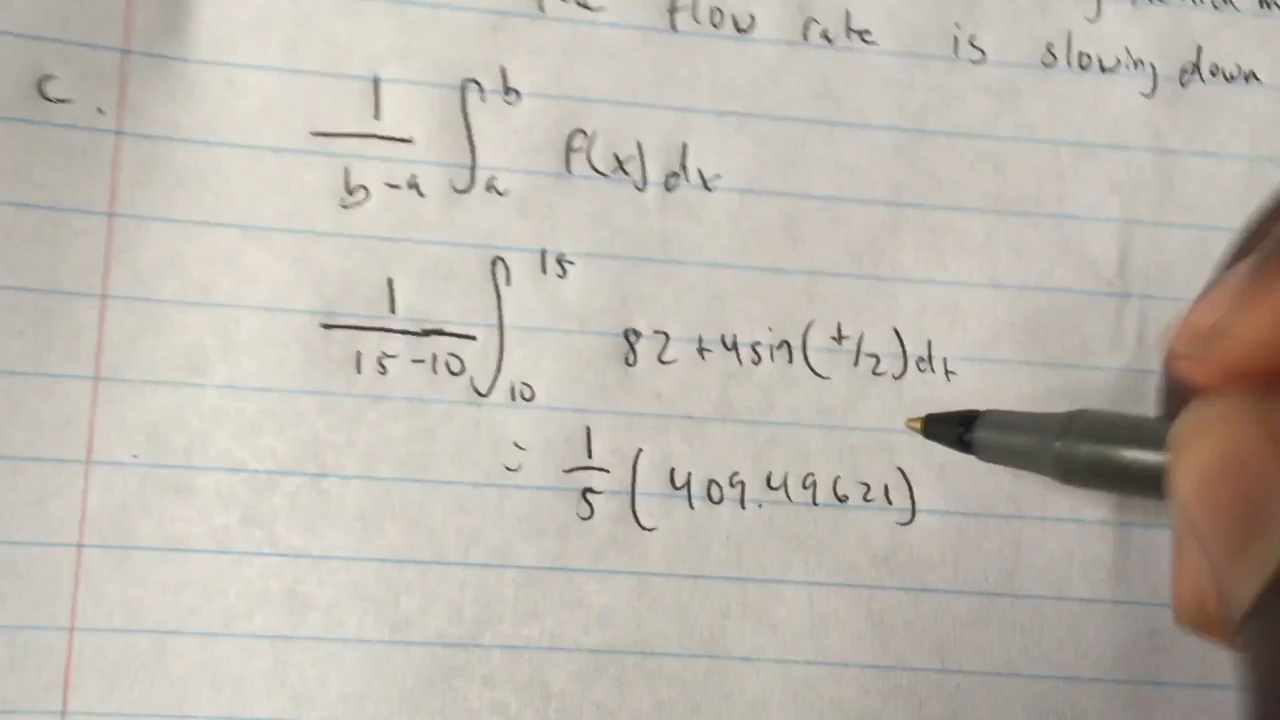 flow rate is slowing down
c.
1/(b-a) ∫_a^b f(x) dx
1/(15-10) ∫_10^15 82 + 4sin(t/2) dt
= 1/5 (409.49621)